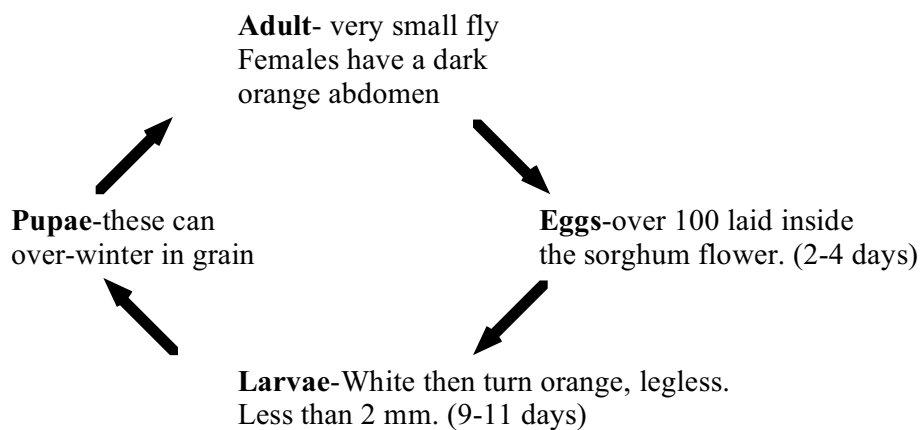 Adult- very small fly
Females have a dark
orange abdomen
Pupae-these can
over-winter in grain
Eggs-over 100 laid inside
the sorghum flower. (2-4 days)
Larvae-White then turn orange, legless.
Less than 2 mm. (9-11 days)